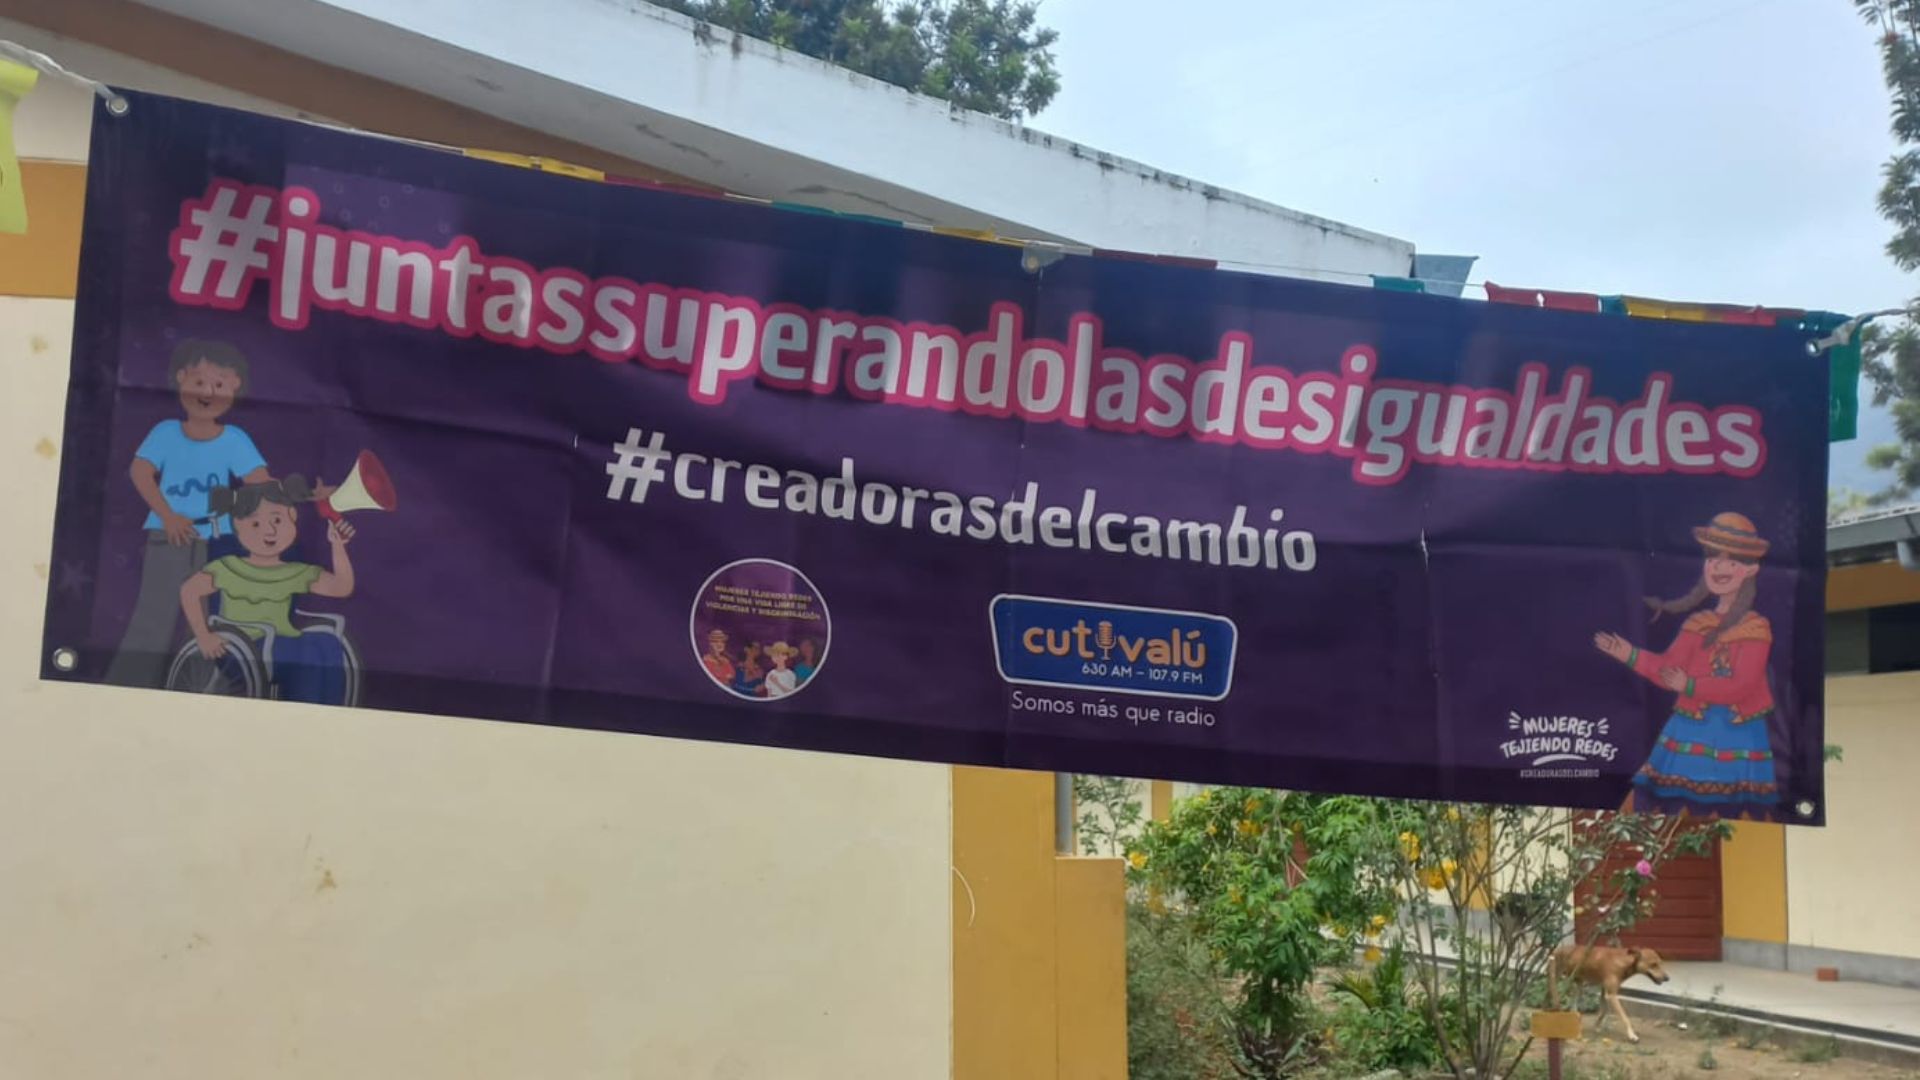 #juntassuperandolasdesigualdades
#creadorasdelcambio
MUJERES TEJIENDO REDES
POR UNA VIDA LIBRE DE
VIOLENCIAS Y DISCRIMINACIÓN
cutivalú
630 AM - 107.9 FM
Somos más que radio
MUJERES
TEJIENDO REDES
#CREADORASDELCAMBIO